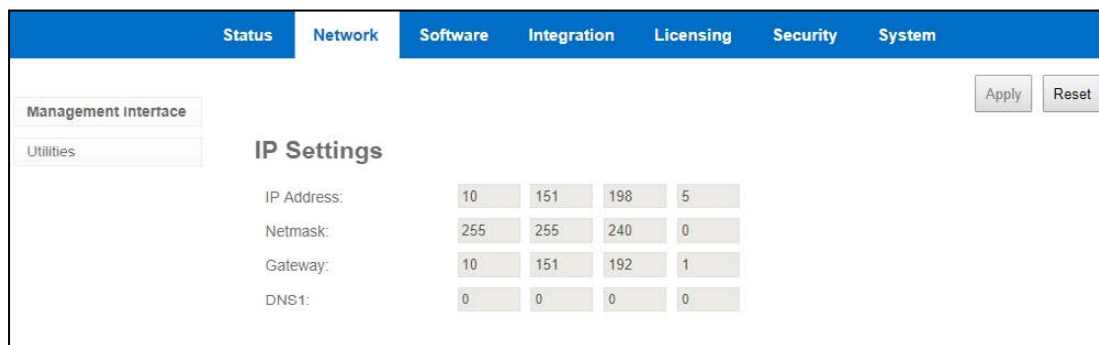 Status Network Software Integration Licensing Security System
Apply Reset
Management Interface
Utilities
IP Settings
IP Address: 10 151 198 5
Netmask: 255 255 240 0
Gateway: 10 151 192 1
DNS1: 0 0 0 0